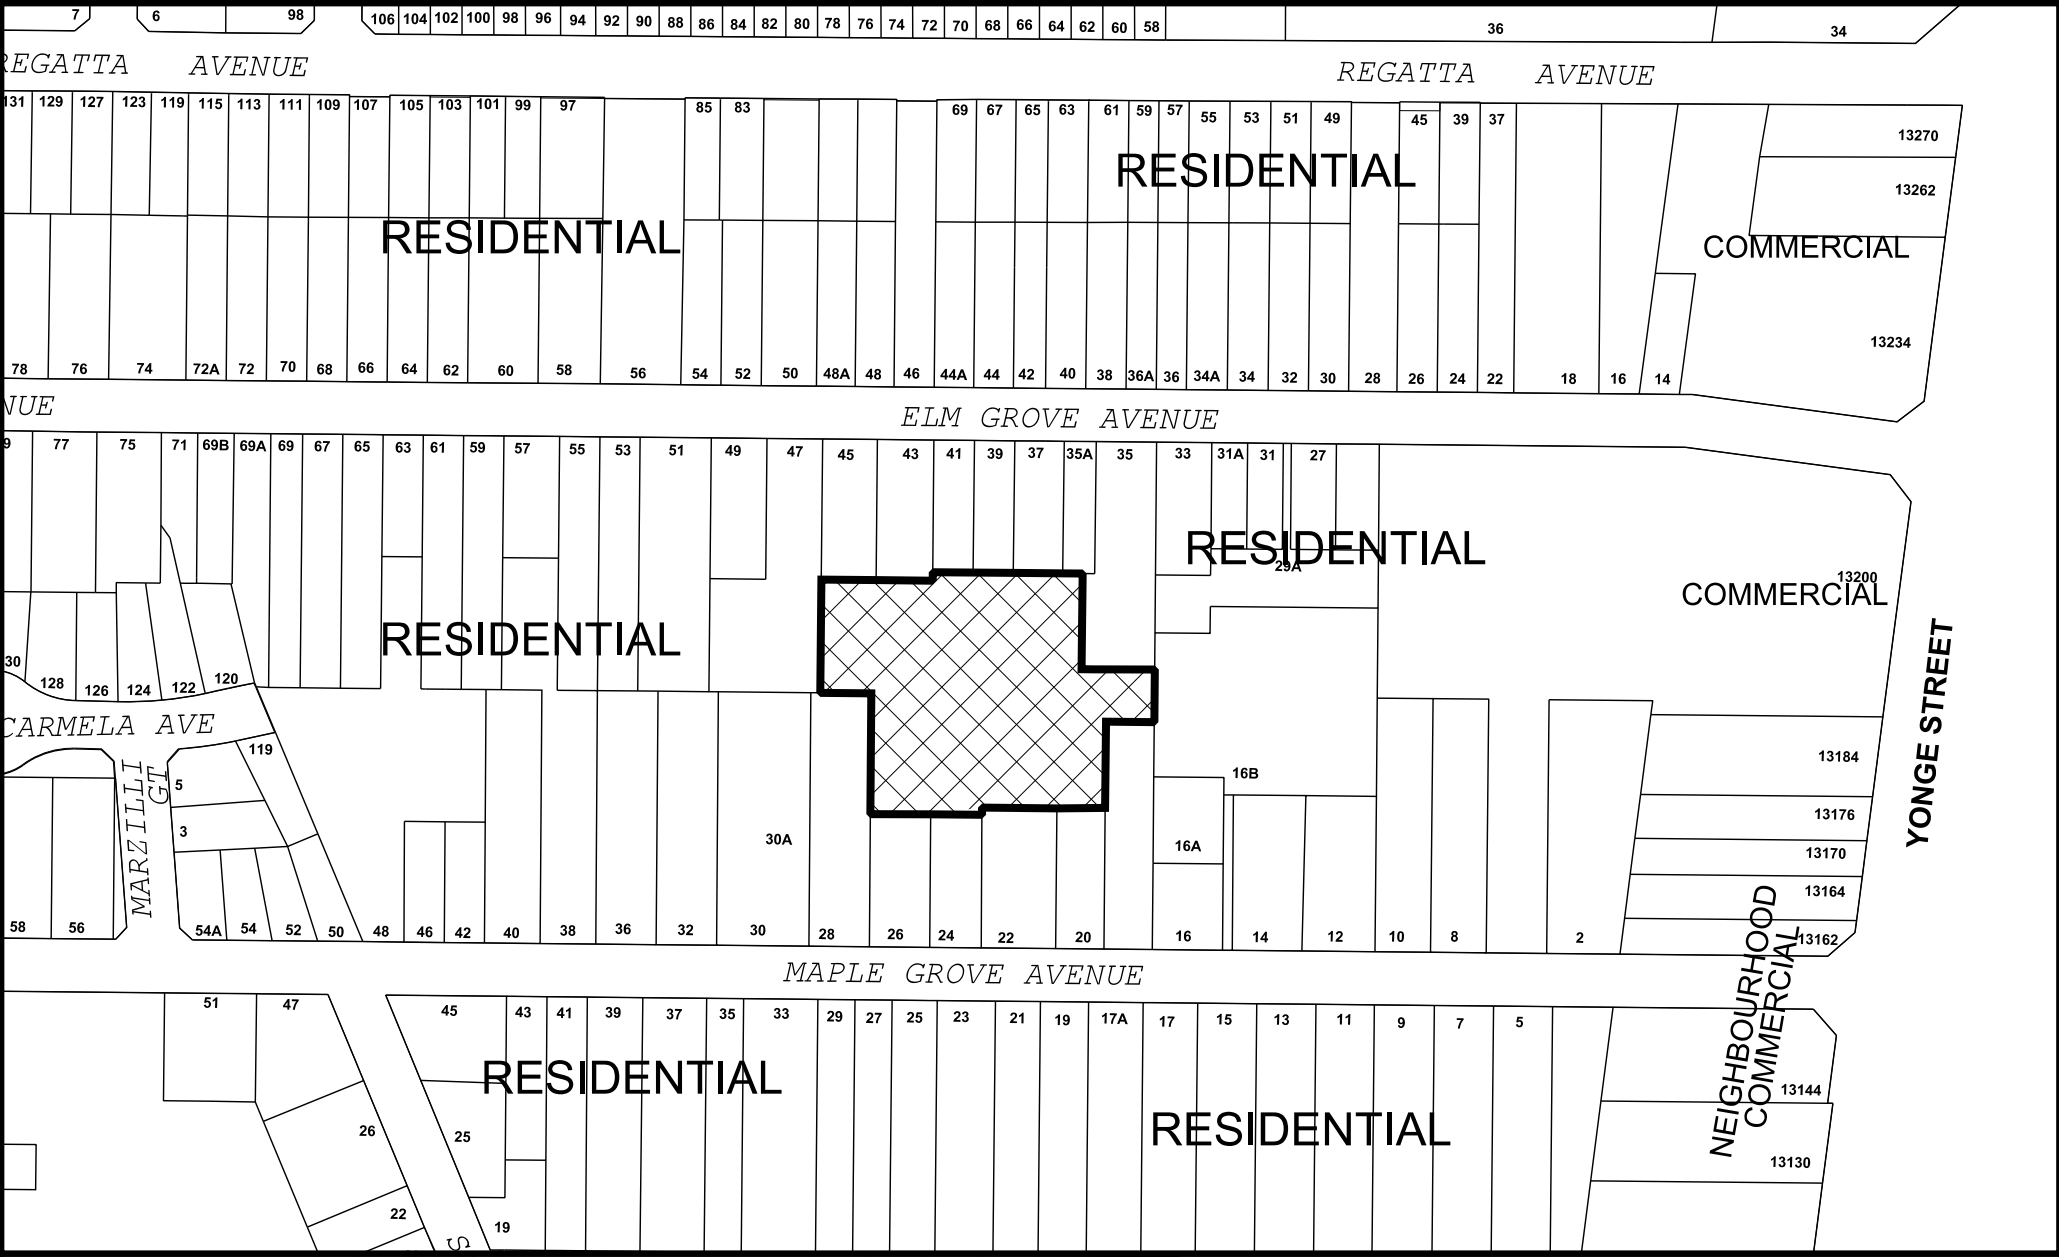 7 6 98 106 104 102 100 98 96 94 92 90 88 86 84 82 80 78 76 74 72 70 68 66 64 62 60 58 36 34
REGATTA AVENUE REGATTA AVENUE
131 129 127 123 119 115 113 111 109 107 105 103 101 99 97 85 83 69 67 65 63 61 59 57 55 53 51 49 45 39 37
13270
RESIDENTIAL
13262
RESIDENTIAL
COMMERCIAL
13234
78 76 74 72A 72 70 68 66 64 62 60 58 56 54 52 50 48A 48 46 44A 44 42 40 38 36A 36 34A 34 32 30 28 26 24 22 18 16 14
NUE
ELM GROVE AVENUE
9 77 75 71 69B 69A 69 67 65 63 61 59 57 55 53 51 49 47 45 43 41 39 37 35A 35 33 31A 31 27
RESIDENTIAL
29A
13200
COMMERCIAL
RESIDENTIAL
30 128 126 124 122 120
CARMELA AVE
119
YONGE STREET
MARZILLI
GT
5
3
13184
16B
13176
30A
16A
13170
13164
58 56 54A 54 52 50 48 46 42 40 38 36 32 30 28 26 24 22 20 16 14 12 10 8 2
13162
MAPLE GROVE AVENUE
NEIGHBOURHOOD
COMMERCIAL
51 47 45 43 41 39 37 35 33 29 27 25 23 21 19 17A 17 15 13 11 9 7 5
RESIDENTIAL
13144
RESIDENTIAL
26 25
13130
22 19
S